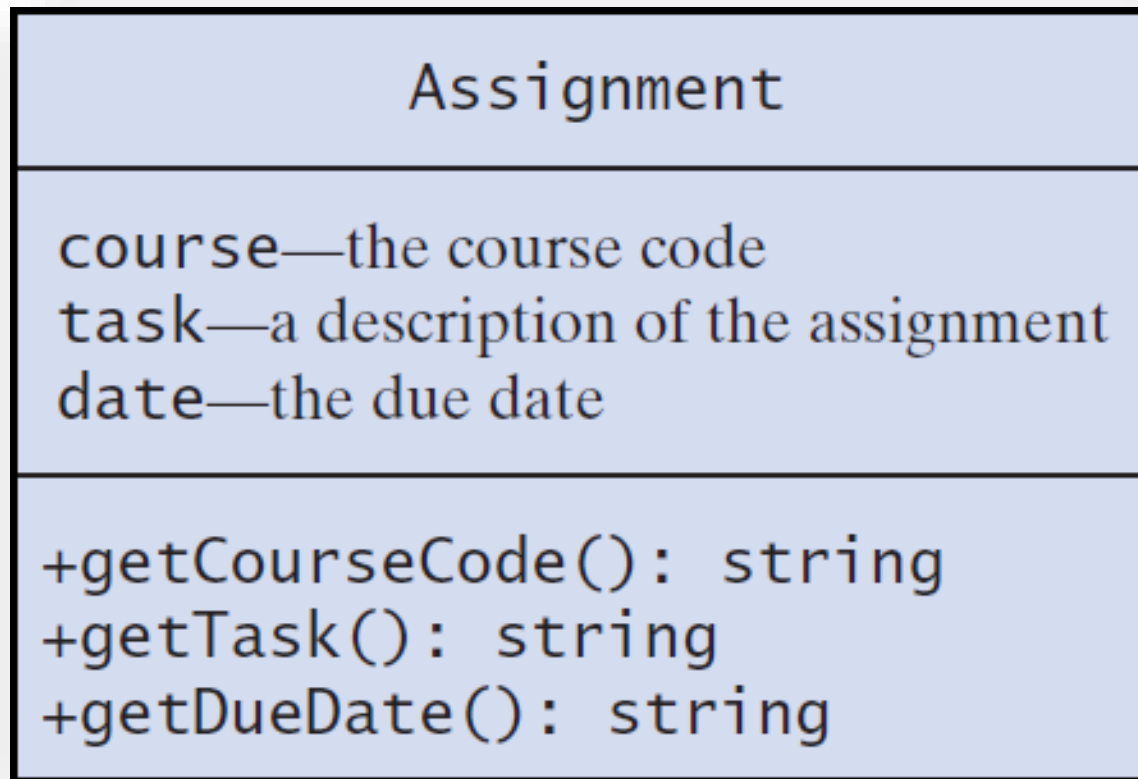 Assignment
course—the course code
task—a description of the assignment
date—the due date
+getCourseCode(): string
+getTask(): string
+getDueDate(): string